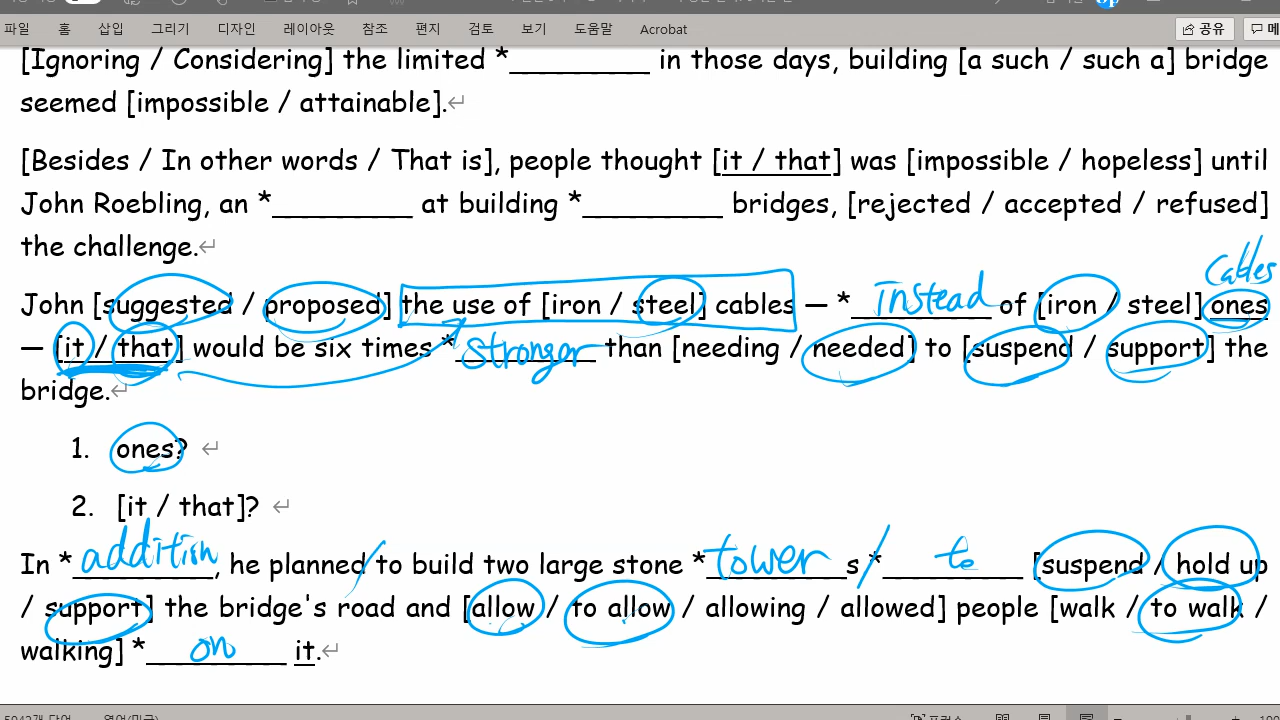 파일 홈 삽입 그리기 디자인 레이아웃 참조 편지 검토 보기 도움말 Acrobat 공유 메
[Ignoring / Considering] the limited *_________ in those days, building [a such / such a] bridge
seemed [impossible / attainable].↵
[Besides / In other words / That is], people thought [it / that] was [impossible / hopeless] until
John Roebling, an *_________ at building *_________ bridges, [rejected / accepted / refused]
the challenge.↵
cables
John [suggested / proposed] the use of [iron / steel] cables — * instead of [iron / steel] ones
— [it / that] would be six times * stronger than [needing / needed] to [suspend / support] the
bridge.↵
1. ones? ↵
2. [it / that]? ↵
In * addition, he planned / to build two large stone * tower s / * to [suspend / hold up
/ support] the bridge's road and [allow / to allow / allowing / allowed] people [walk / to walk /
walking] * on it.↵